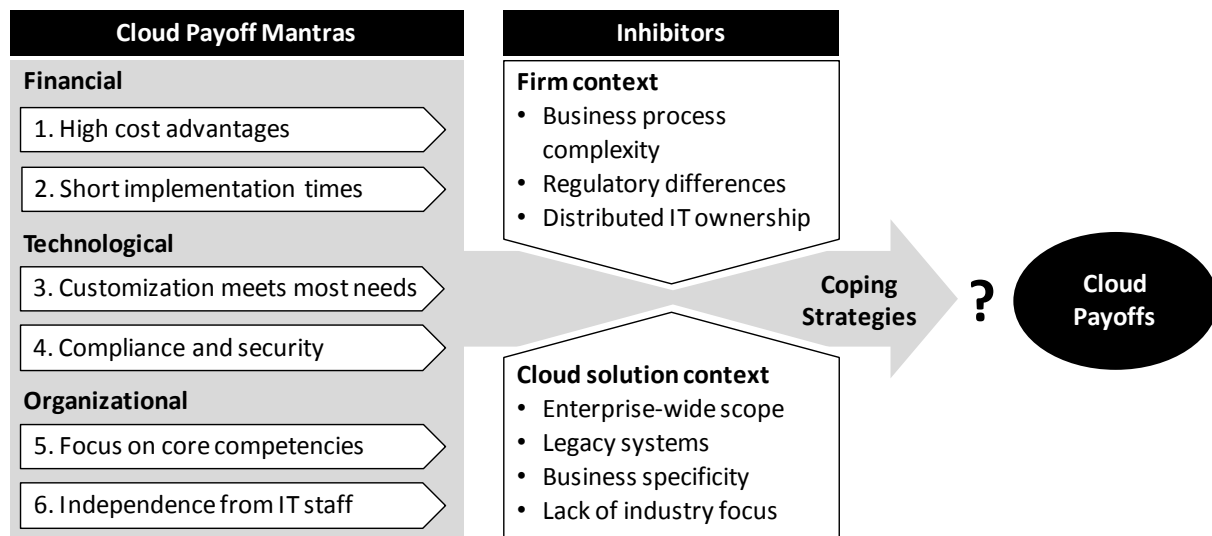 Cloud Payoff Mantras
Financial
1. High cost advantages
2. Short implementation times
Technological
3. Customization meets most needs
4. Compliance and security
Organizational
5. Focus on core competencies
6. Independence from IT staff
Inhibitors
Firm context
• Business process
complexity
• Regulatory differences
• Distributed IT ownership
Cloud solution context
• Enterprise-wide scope
• Legacy systems
• Business specificity
• Lack of industry focus
Coping
Strategies
?
Cloud
Payoffs